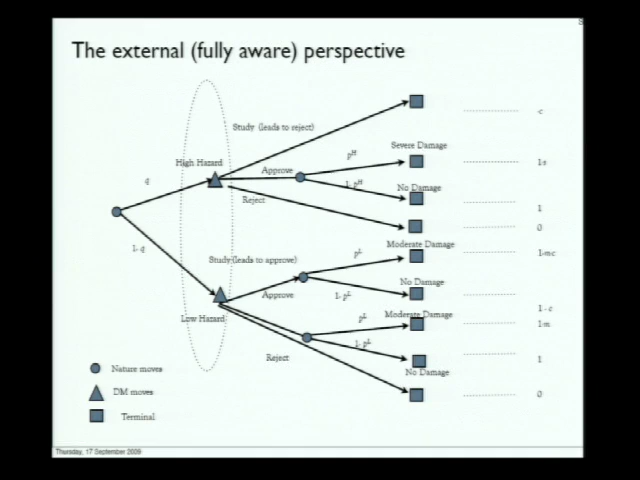 The external (fully aware) perspective
Study (leads to reject)
-c
Severe Damage
p^H
High Hazard
Approve
1-s
q
1- p^H
No Damage
Reject
1
0
Moderate Damage
1- q
Study (leads to approve)
p^L
1-m-c
No Damage
Approve
1- p^L
1 - c
p^L
Moderate Damage
Low Hazard
1-m
1- p^L
Reject
1
No Damage
Nature moves
DM moves
0
Terminal
Thursday, 17 September 2009